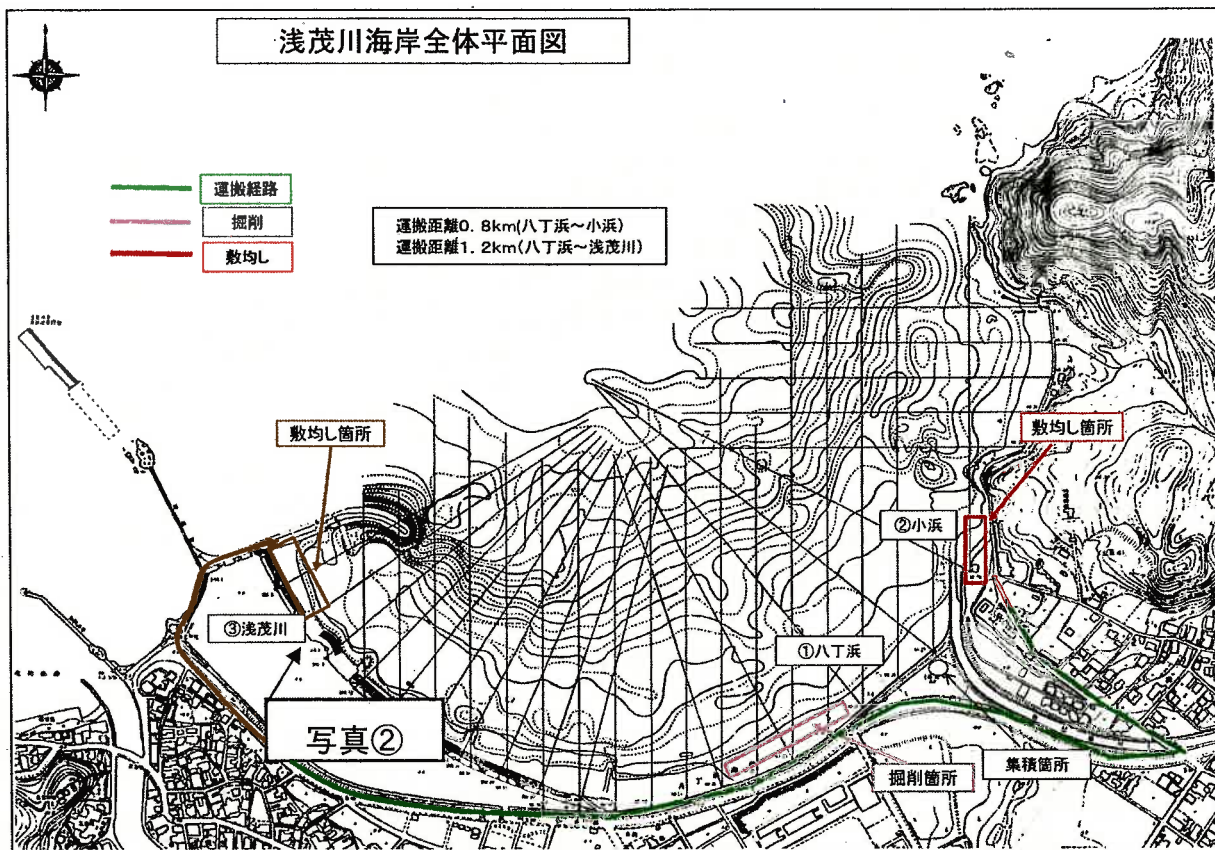 浅茂川海岸全体平面図
運搬経路
掘削
敷均し
運搬距離0.8km(八丁浜～小浜)
運搬距離1.2km(八丁浜～浅茂川)
敷均し箇所
敷均し箇所
②小浜
③浅茂川
①八丁浜
写真②
掘削箇所
集積箇所